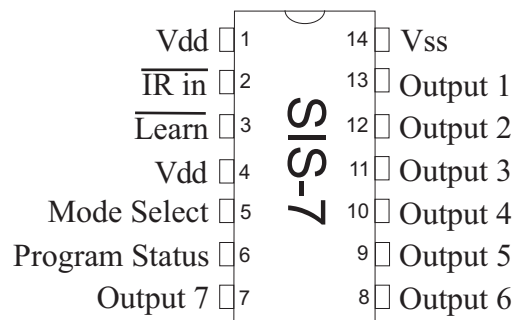 Vdd 1 14 Vss
IR in 2 13 Output 1
Learn 3 12 Output 2
Vdd 4 11 Output 3
Mode Select 5 10 Output 4
Program Status 6 9 Output 5
Output 7 7 8 Output 6
SIS-7